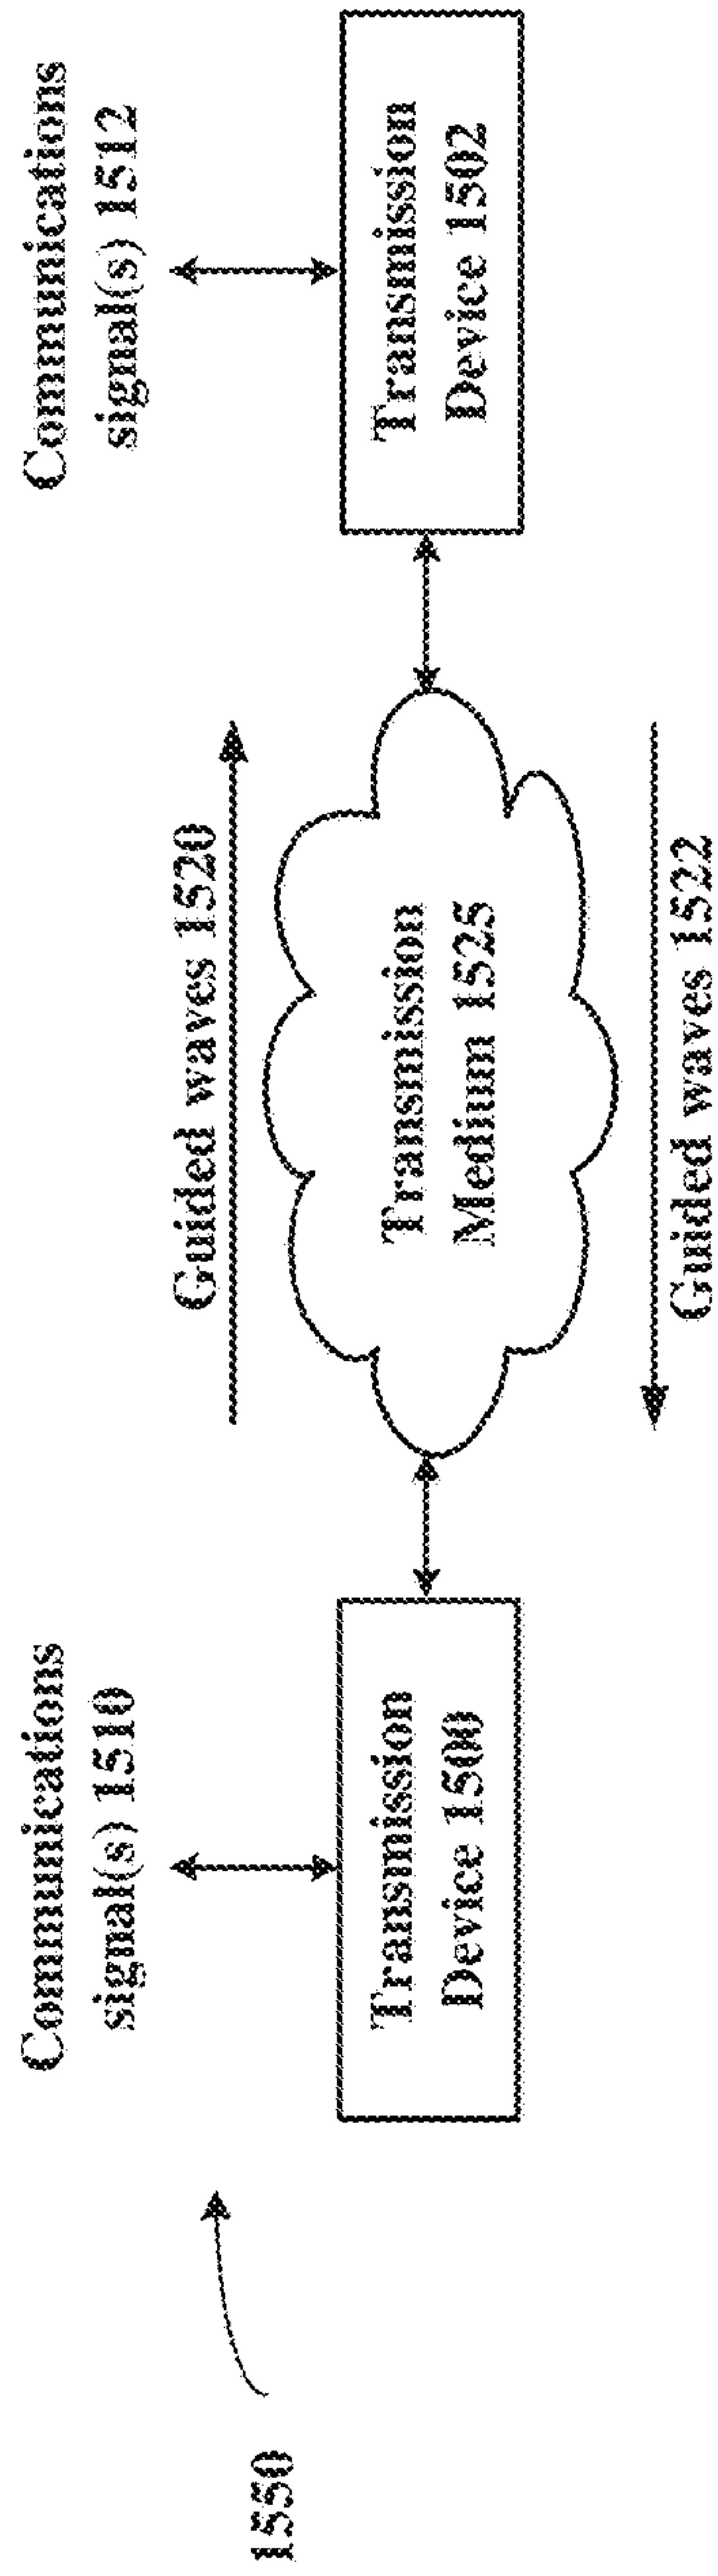 1550
Communications
signal(s) 1510
Transmission
Device 1500
Guided waves 1520
Transmission
Medium 1525
Guided waves 1522
Communications
signal(s) 1512
Transmission
Device 1502